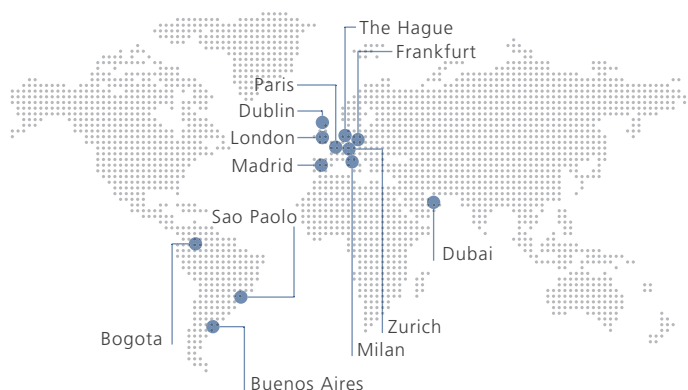 The Hague
Frankfurt
Paris
Dublin
London
Madrid
Sao Paolo
Dubai
Zurich
Bogota
Milan
Buenos Aires